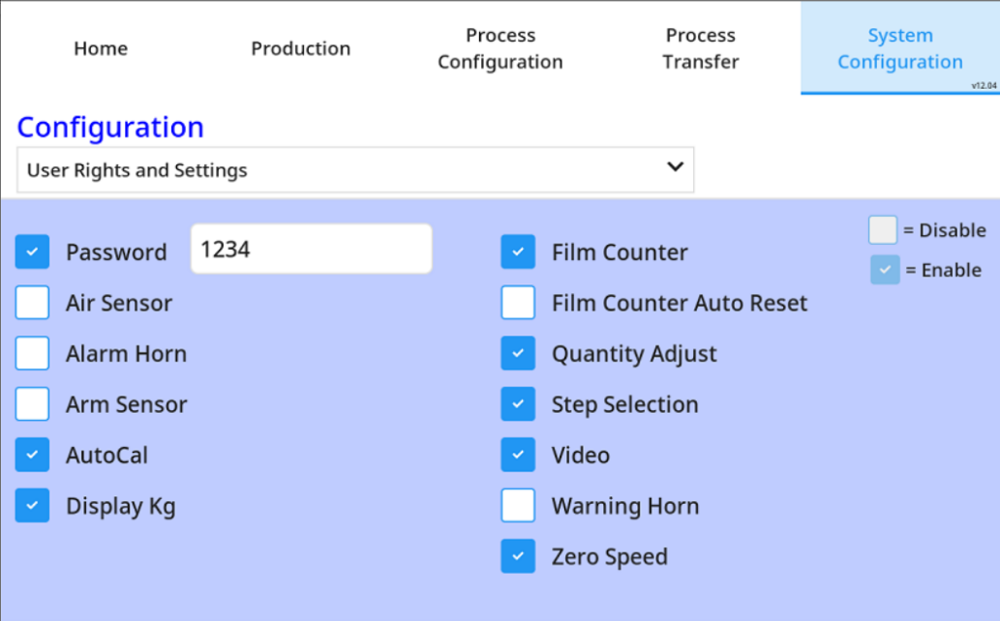 Home
Production
Process
Configuration
Process
Transfer
System
Configuration
v12.04
Configuration
User Rights and Settings
Password
1234
Air Sensor
Alarm Horn
Arm Sensor
AutoCal
Display Kg
Film Counter
Film Counter Auto Reset
Quantity Adjust
Step Selection
Video
Warning Horn
Zero Speed
= Disable
= Enable